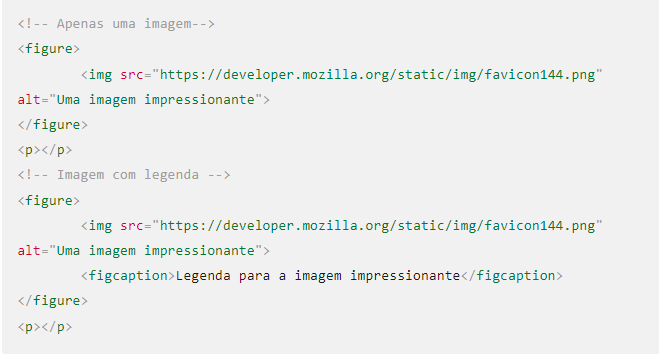 <!-- Apenas uma imagem-->
<figure>
        <img src="https://developer.mozilla.org/static/img/favicon144.png"
alt="Uma imagem impressionante">
</figure>
<p></p>
<!-- Imagem com legenda -->
<figure>
        <img src="https://developer.mozilla.org/static/img/favicon144.png"
alt="Uma imagem impressionante">
        <figcaption>Legenda para a imagem impressionante</figcaption>
</figure>
<p></p>